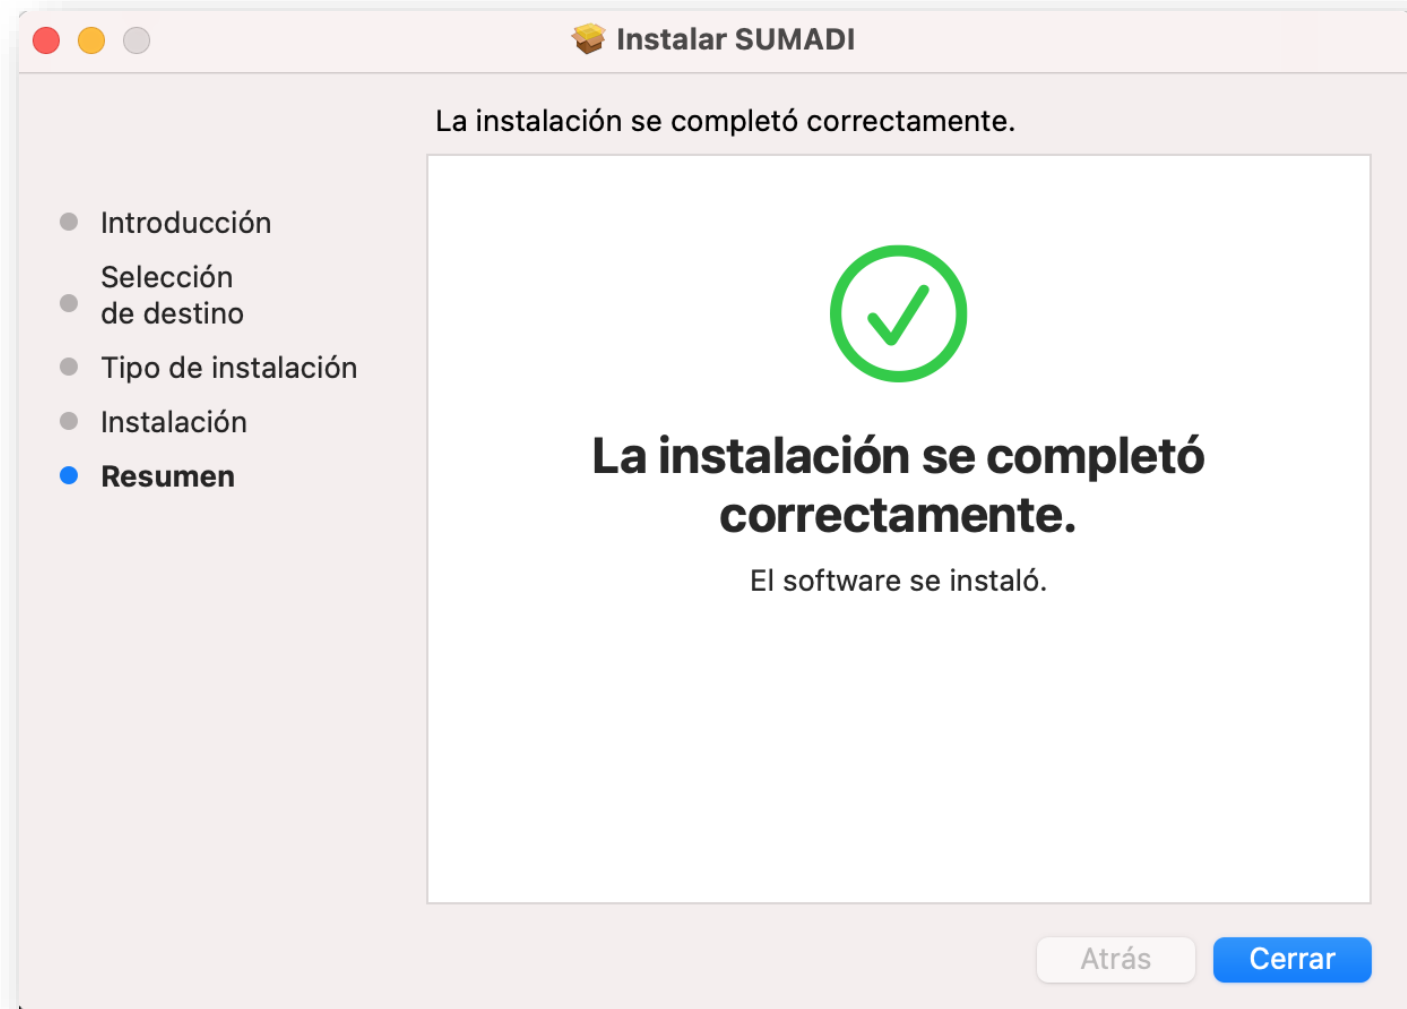 Instalar SUMADI
La instalación se completó correctamente.
Introducción
Selección
de destino
Tipo de instalación
Instalación
Resumen
La instalación se completó
correctamente.
El software se instaló.
Atrás
Cerrar